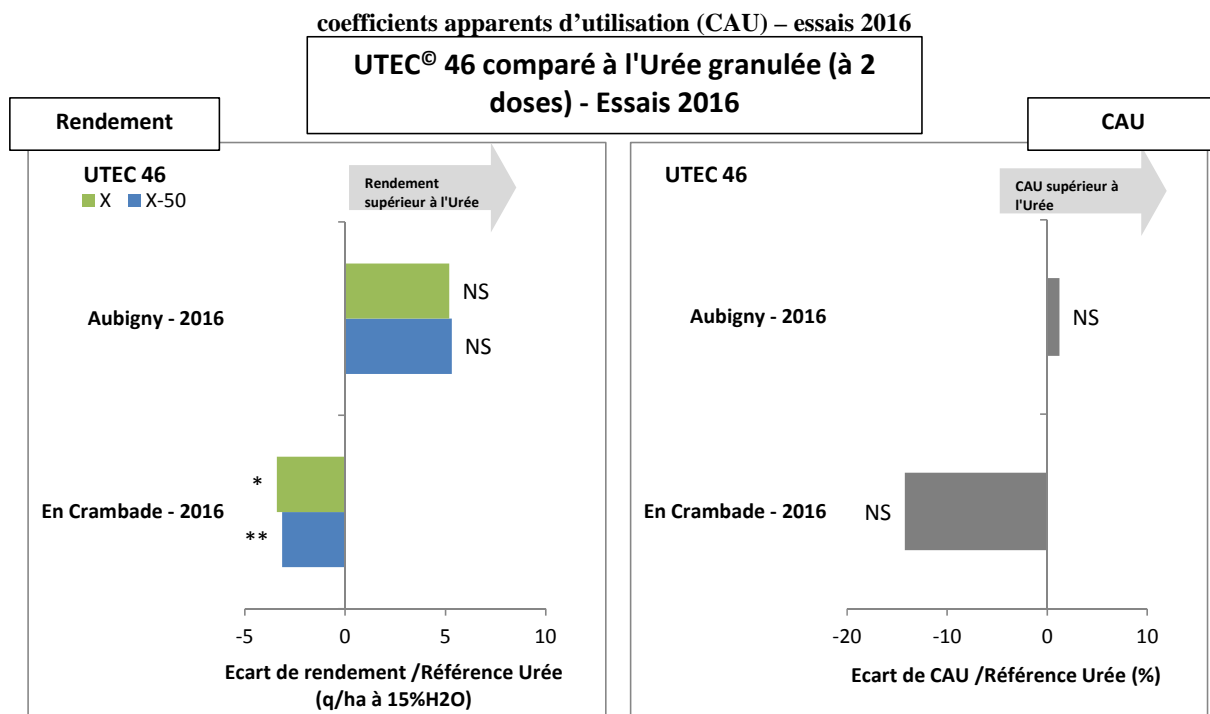 coefficients apparents d’utilisation (CAU) – essais 2016
UTEC© 46 comparé à l'Urée granulée (à 2
doses) - Essais 2016
Rendement
CAU
UTEC 46
X X-50
Rendement
supérieur à l'Urée
Aubigny - 2016
NS
NS
En Crambade - 2016
*
**
-5 0 5 10
Ecart de rendement /Référence Urée
(q/ha à 15%H2O)
UTEC 46
CAU supérieur à
l'Urée
Aubigny - 2016
NS
En Crambade - 2016
NS
-20 -10 0 10
Ecart de CAU /Référence Urée (%)